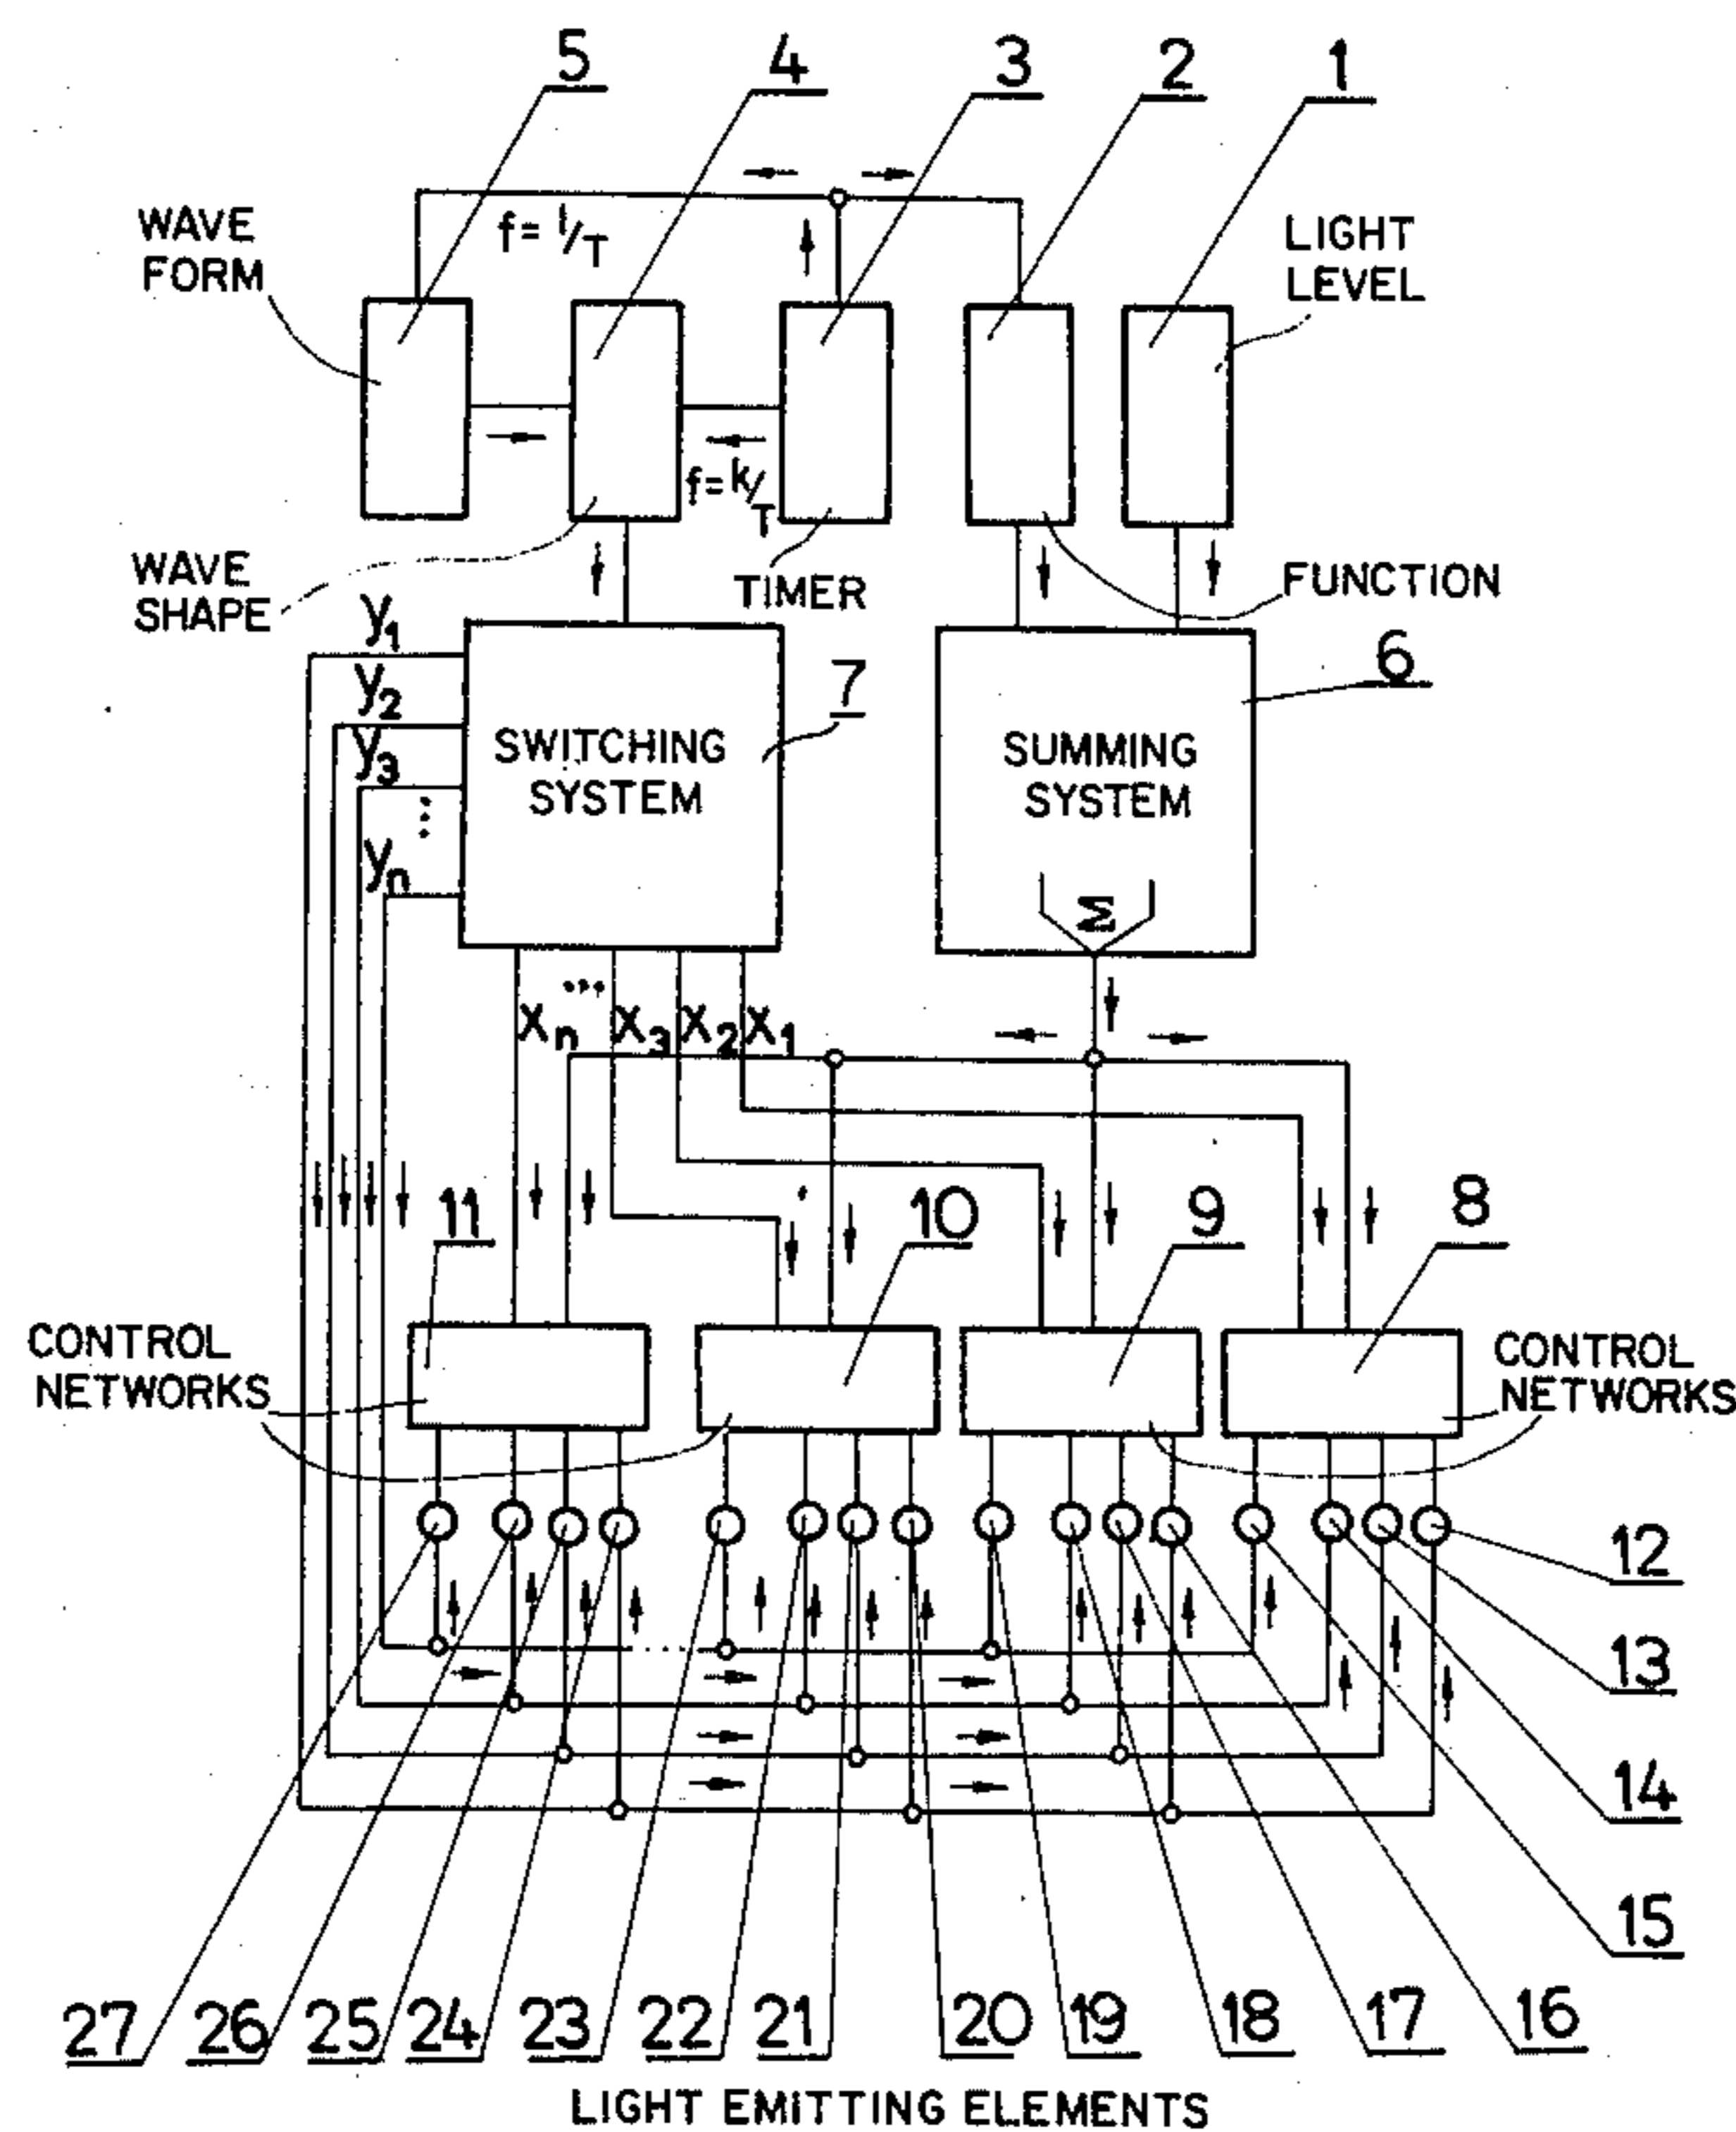 5
4
3
2
1
WAVE
FORM
f= 1/T
LIGHT
LEVEL
f=k/T
WAVE
SHAPE
TIMER
FUNCTION
y1
y2
y3
...
yn
7
6
SWITCHING
SYSTEM
SUMMING
SYSTEM
Σ
...
Xn X3 X2 X1
11
10
9
8
CONTROL
NETWORKS
CONTROL
NETWORKS
12
13
14
15
27 26 25 24 23 22 21 20 19 18 17 16
LIGHT EMITTING ELEMENTS